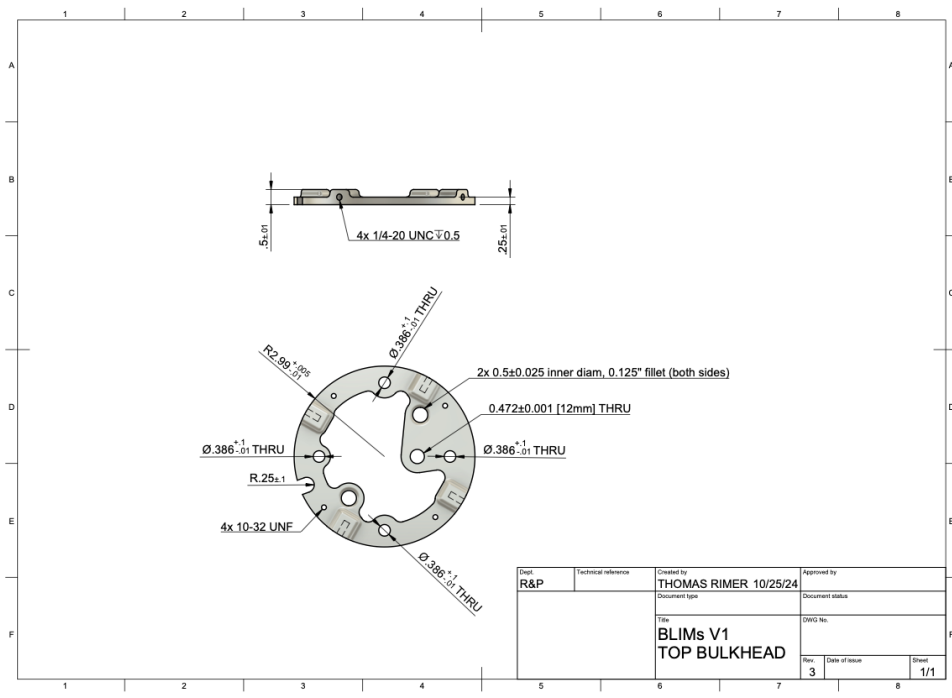 1 2 3 4 5 6 7 8
A A
B B
.5±.01
.25±.01
4x 1/4-20 UNC↧0.5
C C
Ø.386 +.1 -.01 THRU
R2.99 +.005 -.01
2x 0.5±0.025 inner diam, 0.125" fillet (both sides)
D D
0.472±0.001 [12mm] THRU
Ø.386 +.1 -.01 THRU
Ø.386 +.1 -.01 THRU
R.25±.1
E E
4x 10-32 UNF
Ø.386 +.1 -.01 THRU
Dept. Technical reference Created by Approved by
R&P THOMAS RIMER 10/25/24
Document type Document status
Title DWG No.
BLIMs V1
TOP BULKHEAD
F F
Rev. Date of issue Sheet
3 1/1
1 2 3 4 5 6 7 8